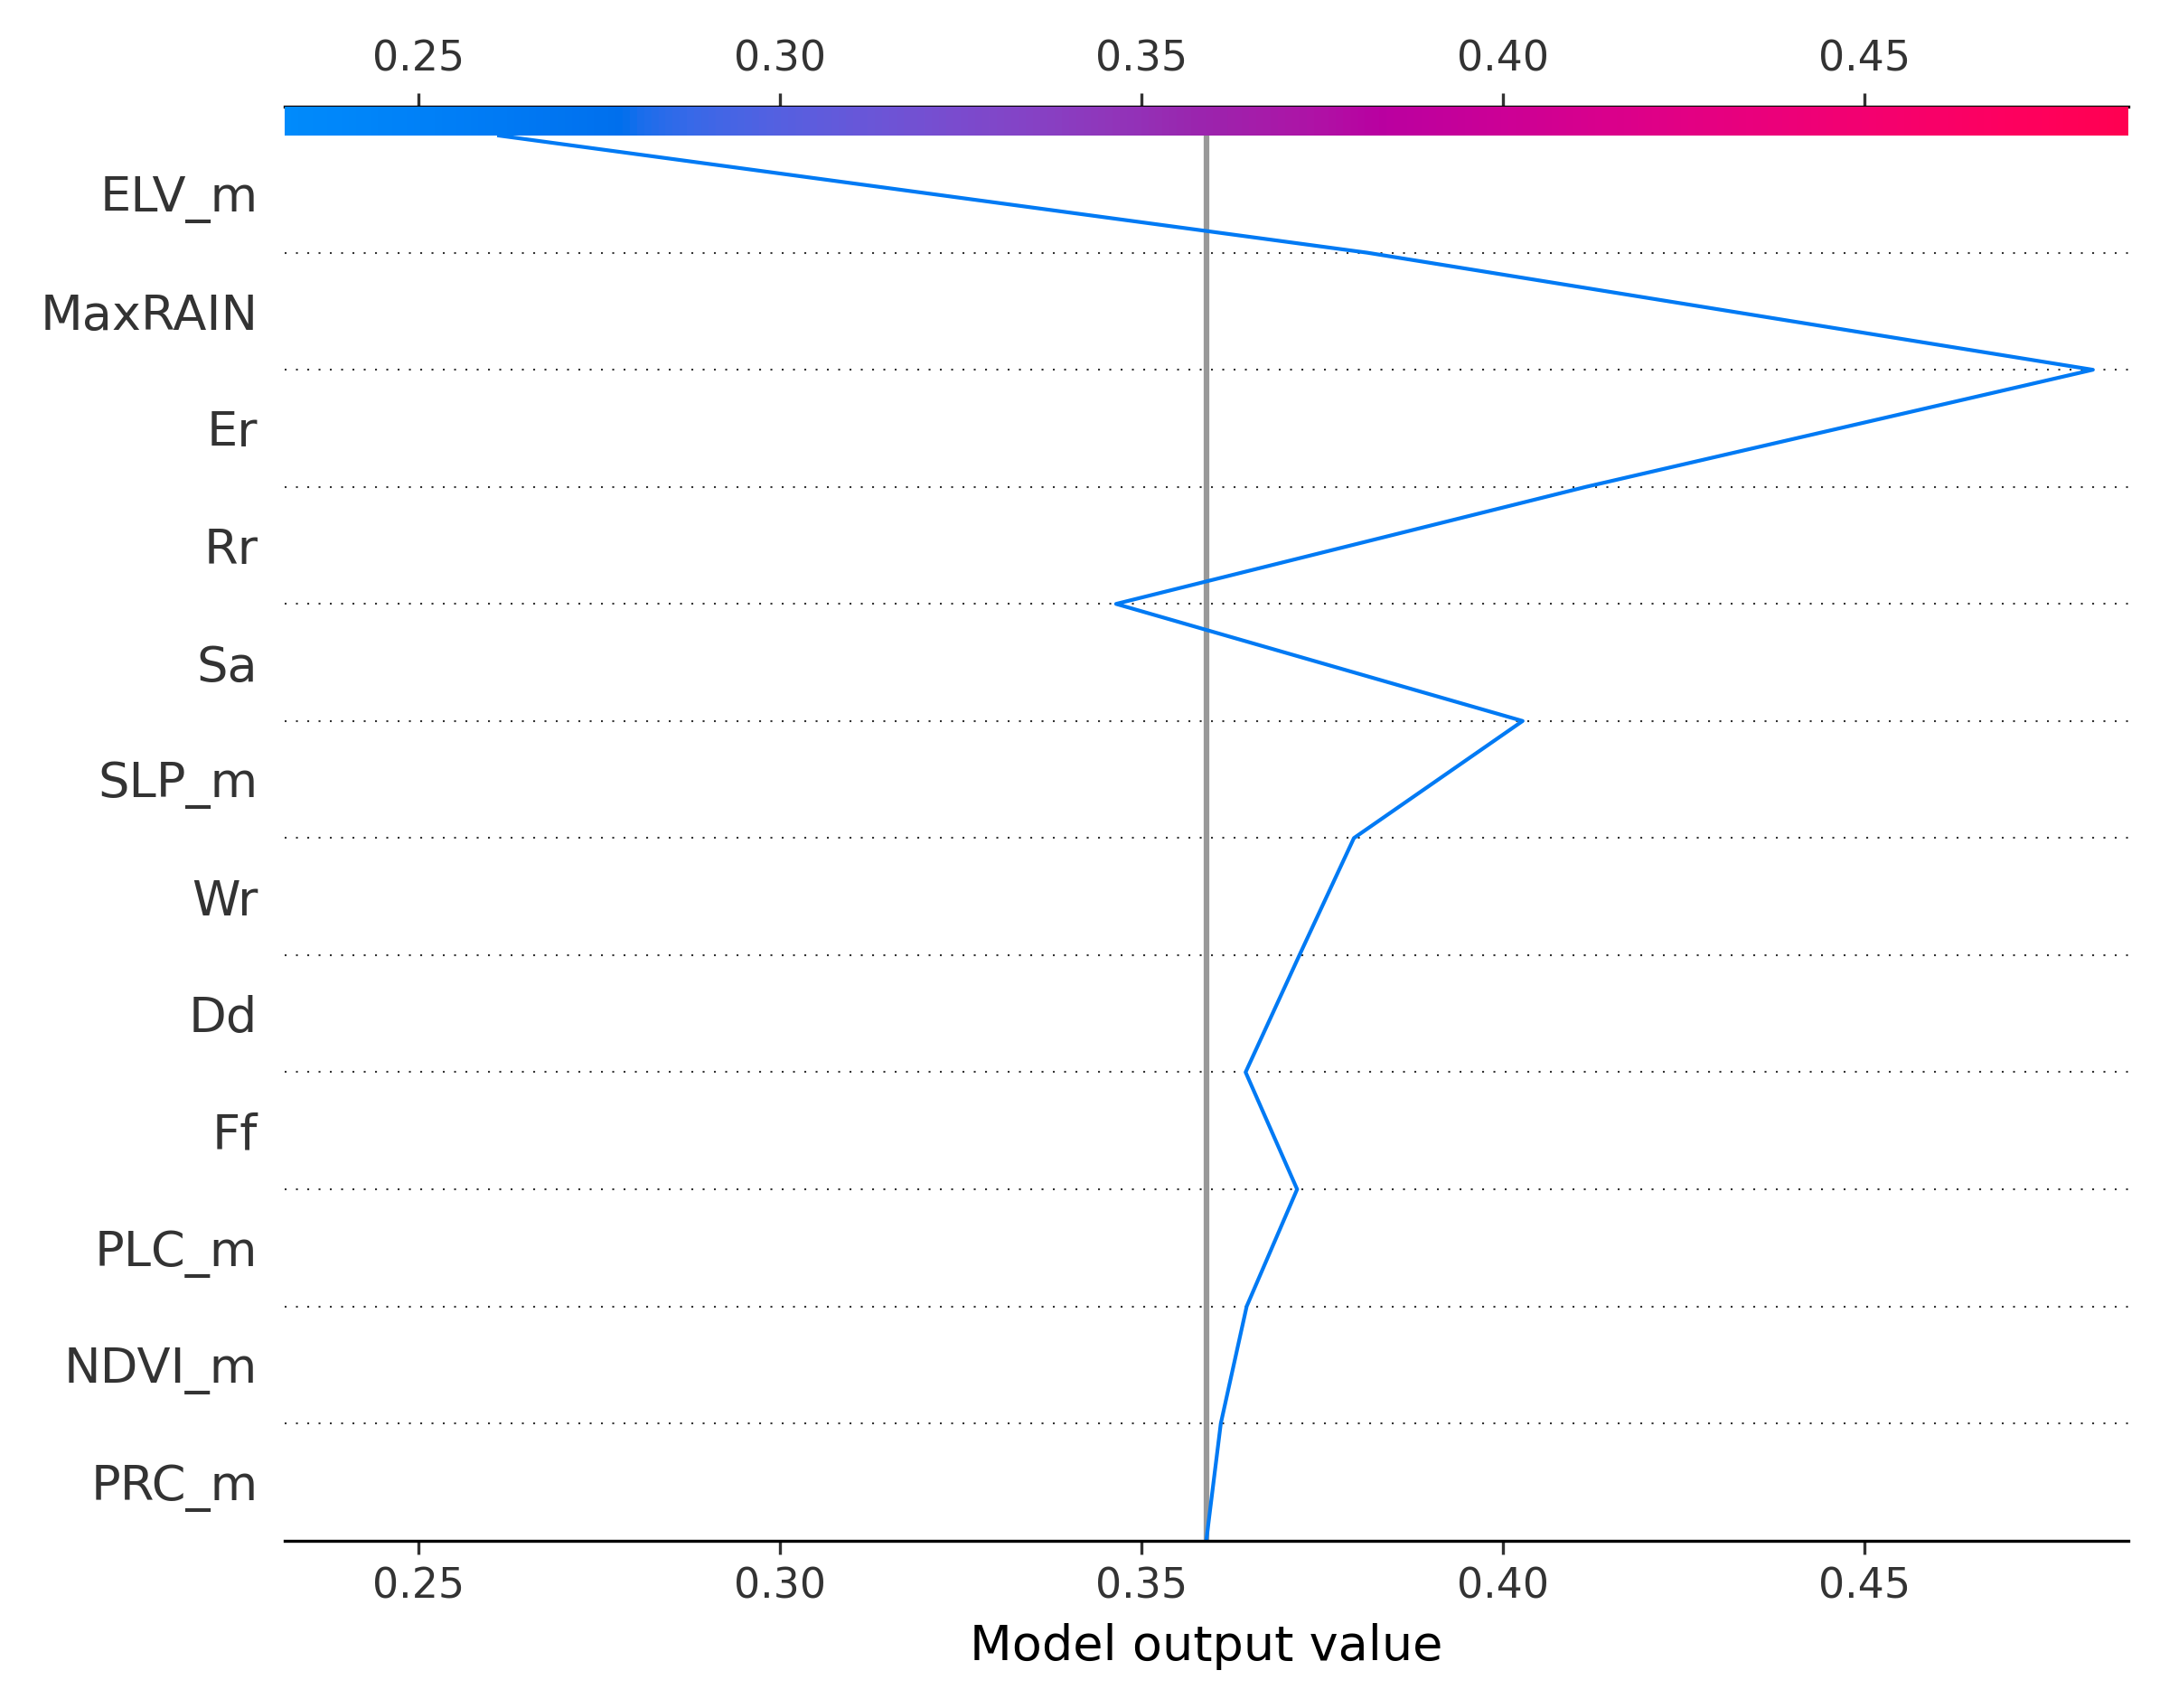 0.25 0.30 0.35 0.40 0.45
ELV_m
MaxRAIN
Er
Rr
Sa
SLP_m
Wr
Dd
Ff
PLC_m
NDVI_m
PRC_m
0.25 0.30 0.35 0.40 0.45
Model output value